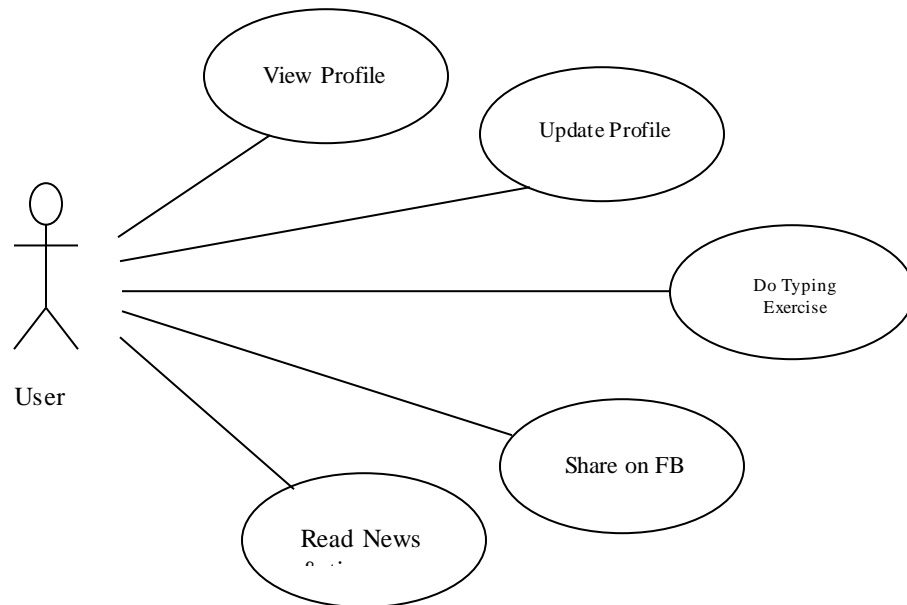 View Profile
Update Profile
Do Typing
Exercise
User
Share on FB
Read News